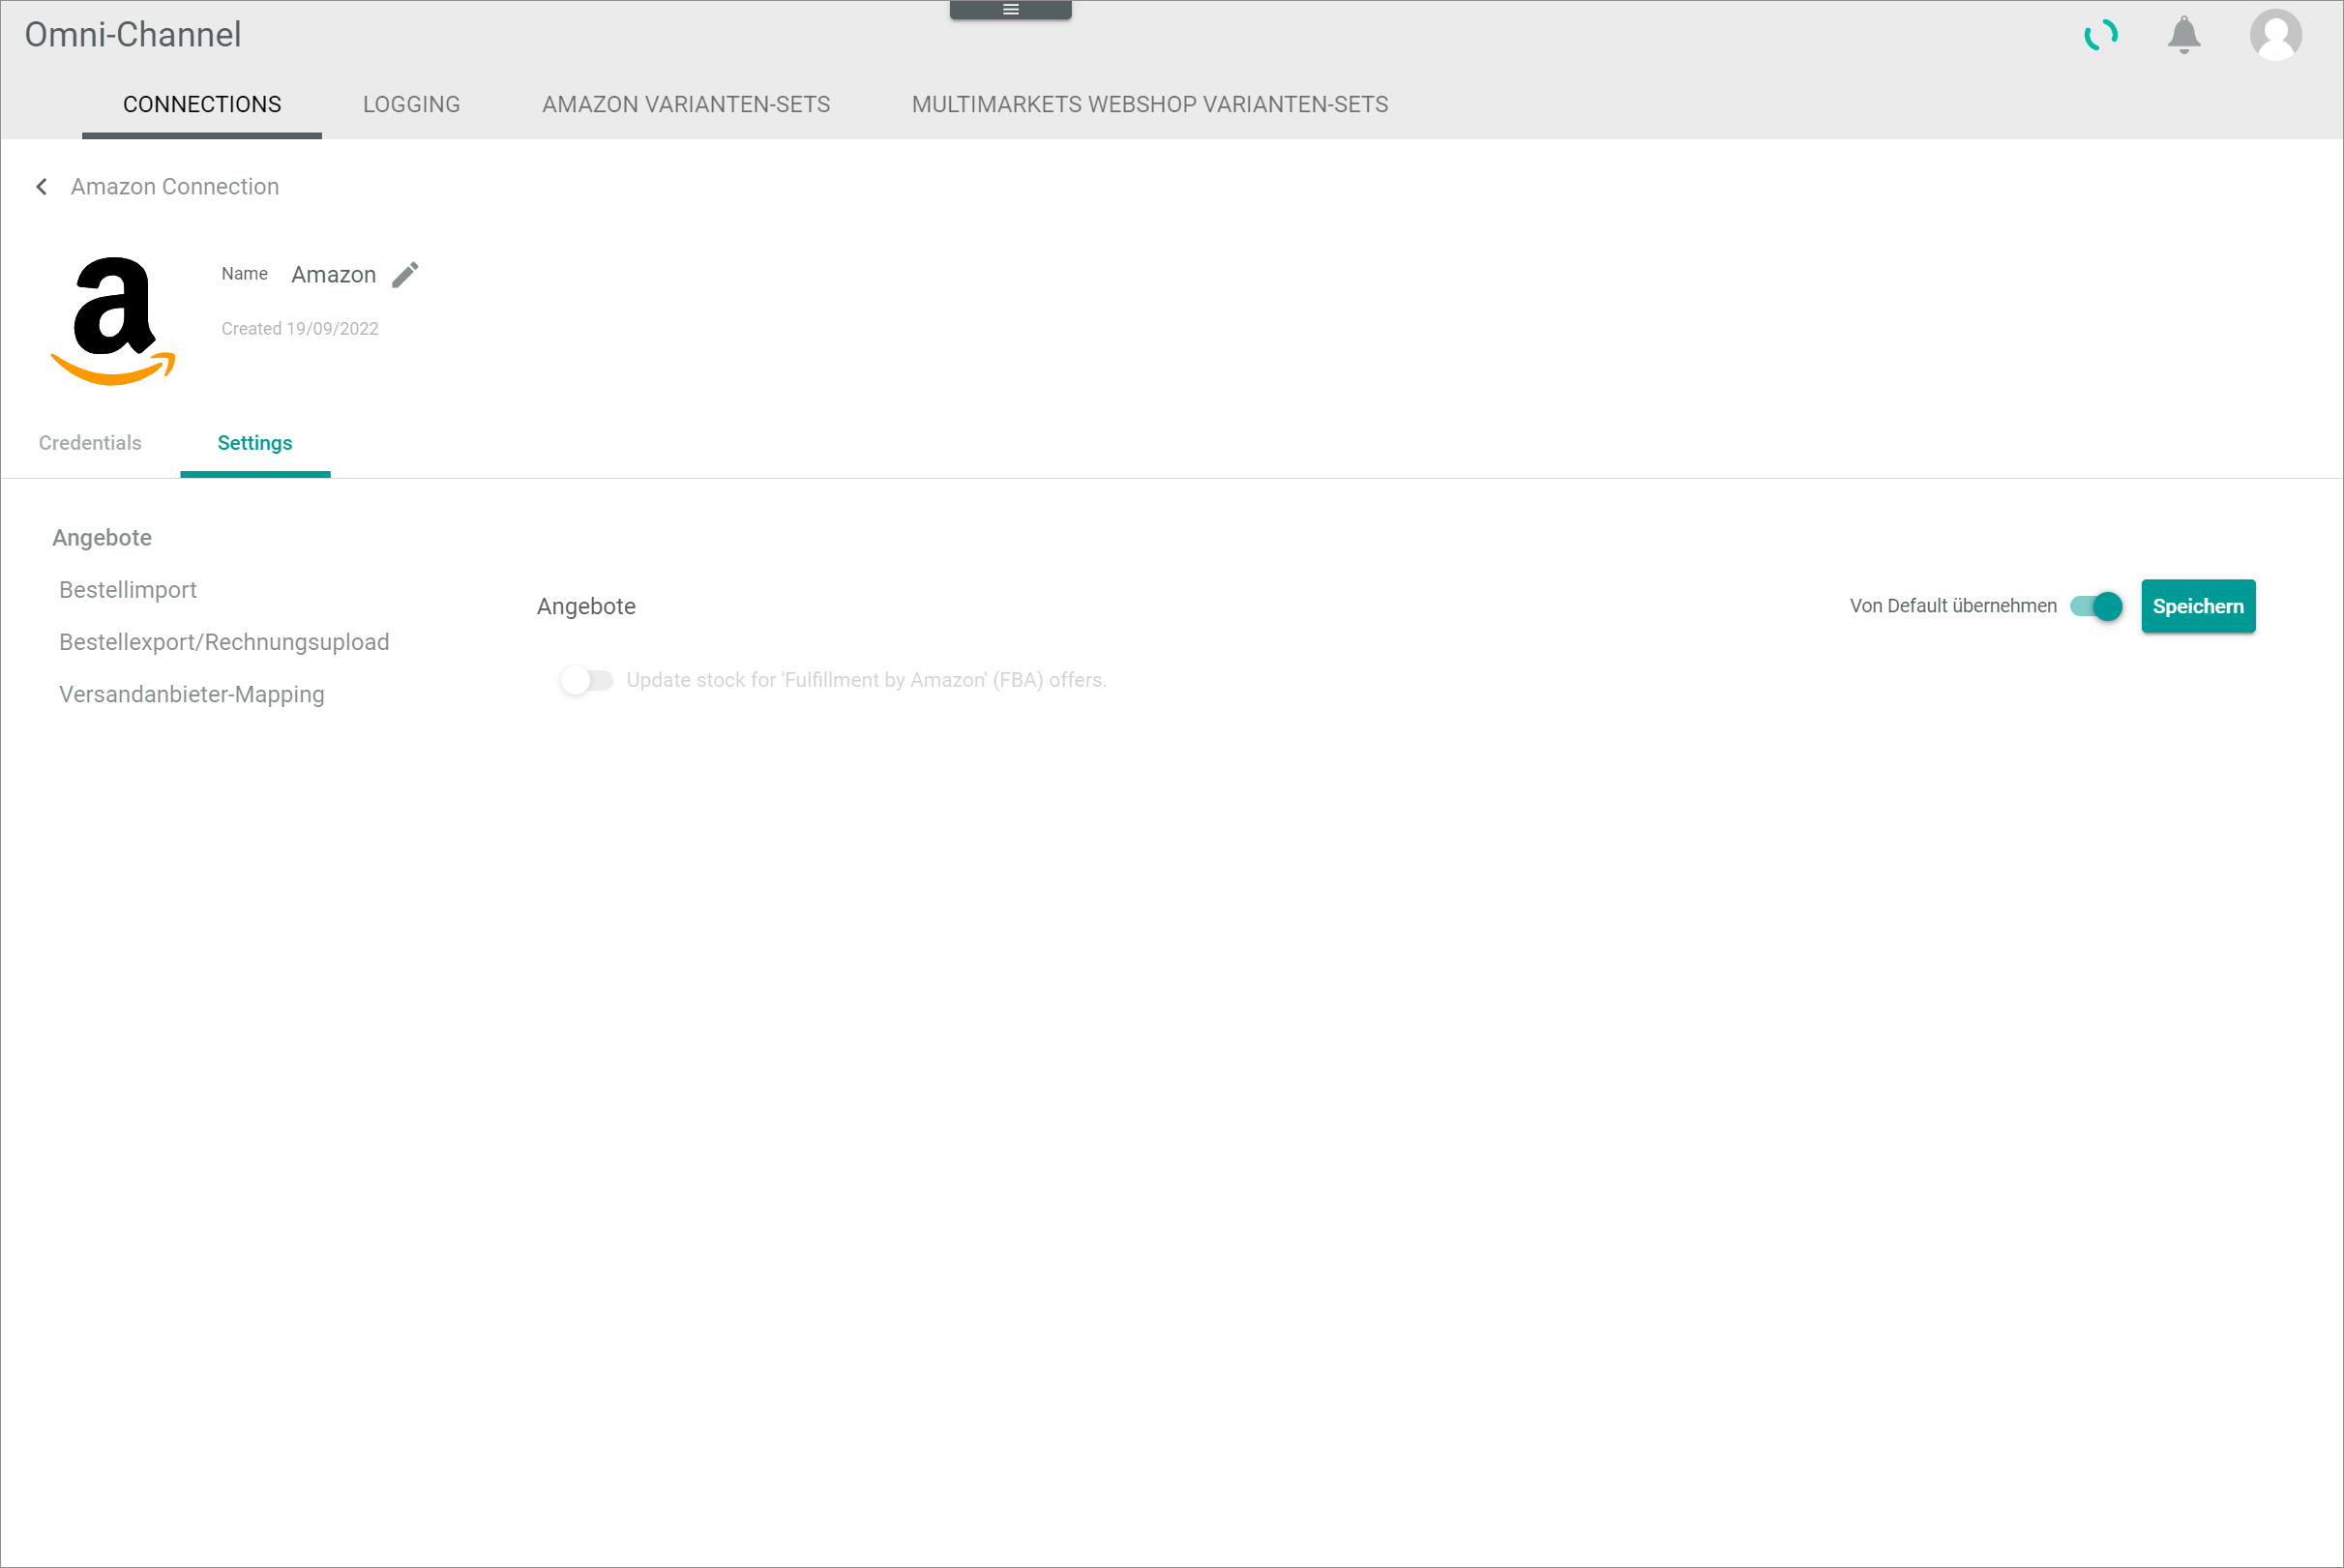 Omni-Channel
CONNECTIONS LOGGING AMAZON VARIANTEN-SETS MULTIMARKETS WEBSHOP VARIANTEN-SETS
Amazon Connection
Name Amazon
Created 19/09/2022
Credentials Settings
Angebote
Bestellimport
Bestellexport/Rechnungsupload
Versandanbieter-Mapping
Angebote Von Default übernehmen Speichern
Update stock for 'Fulfillment by Amazon' (FBA) offers.